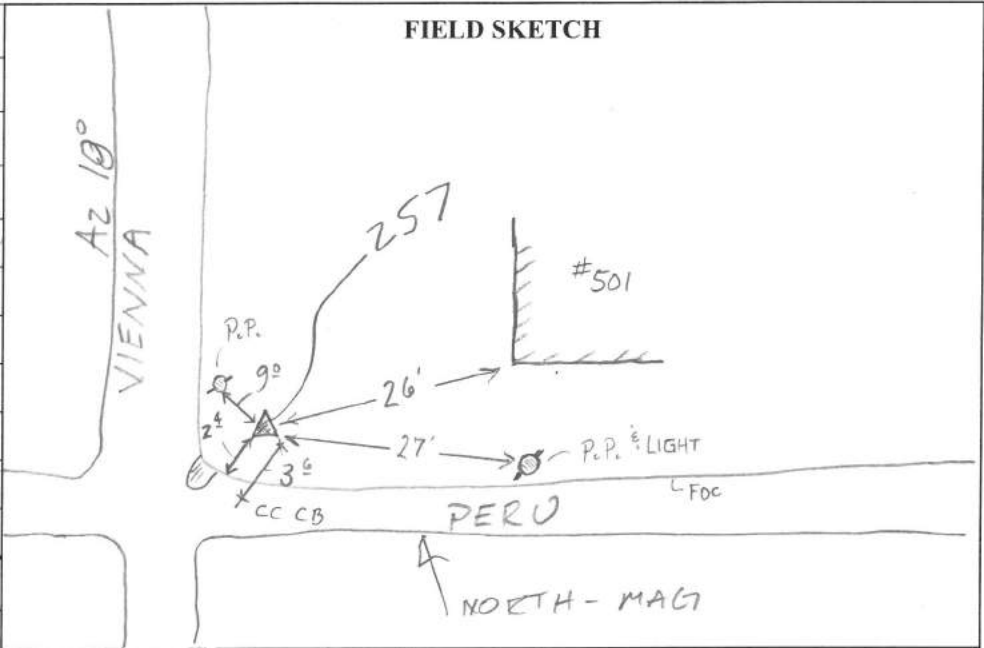 FIELD SKETCH
Az 10°
VIENNA
257
#501
P.P.
9⁰
26'
2⁴
27'
P.P. & LIGHT
3⁶
FOC
CC CB
PERU
NORTH - MAG